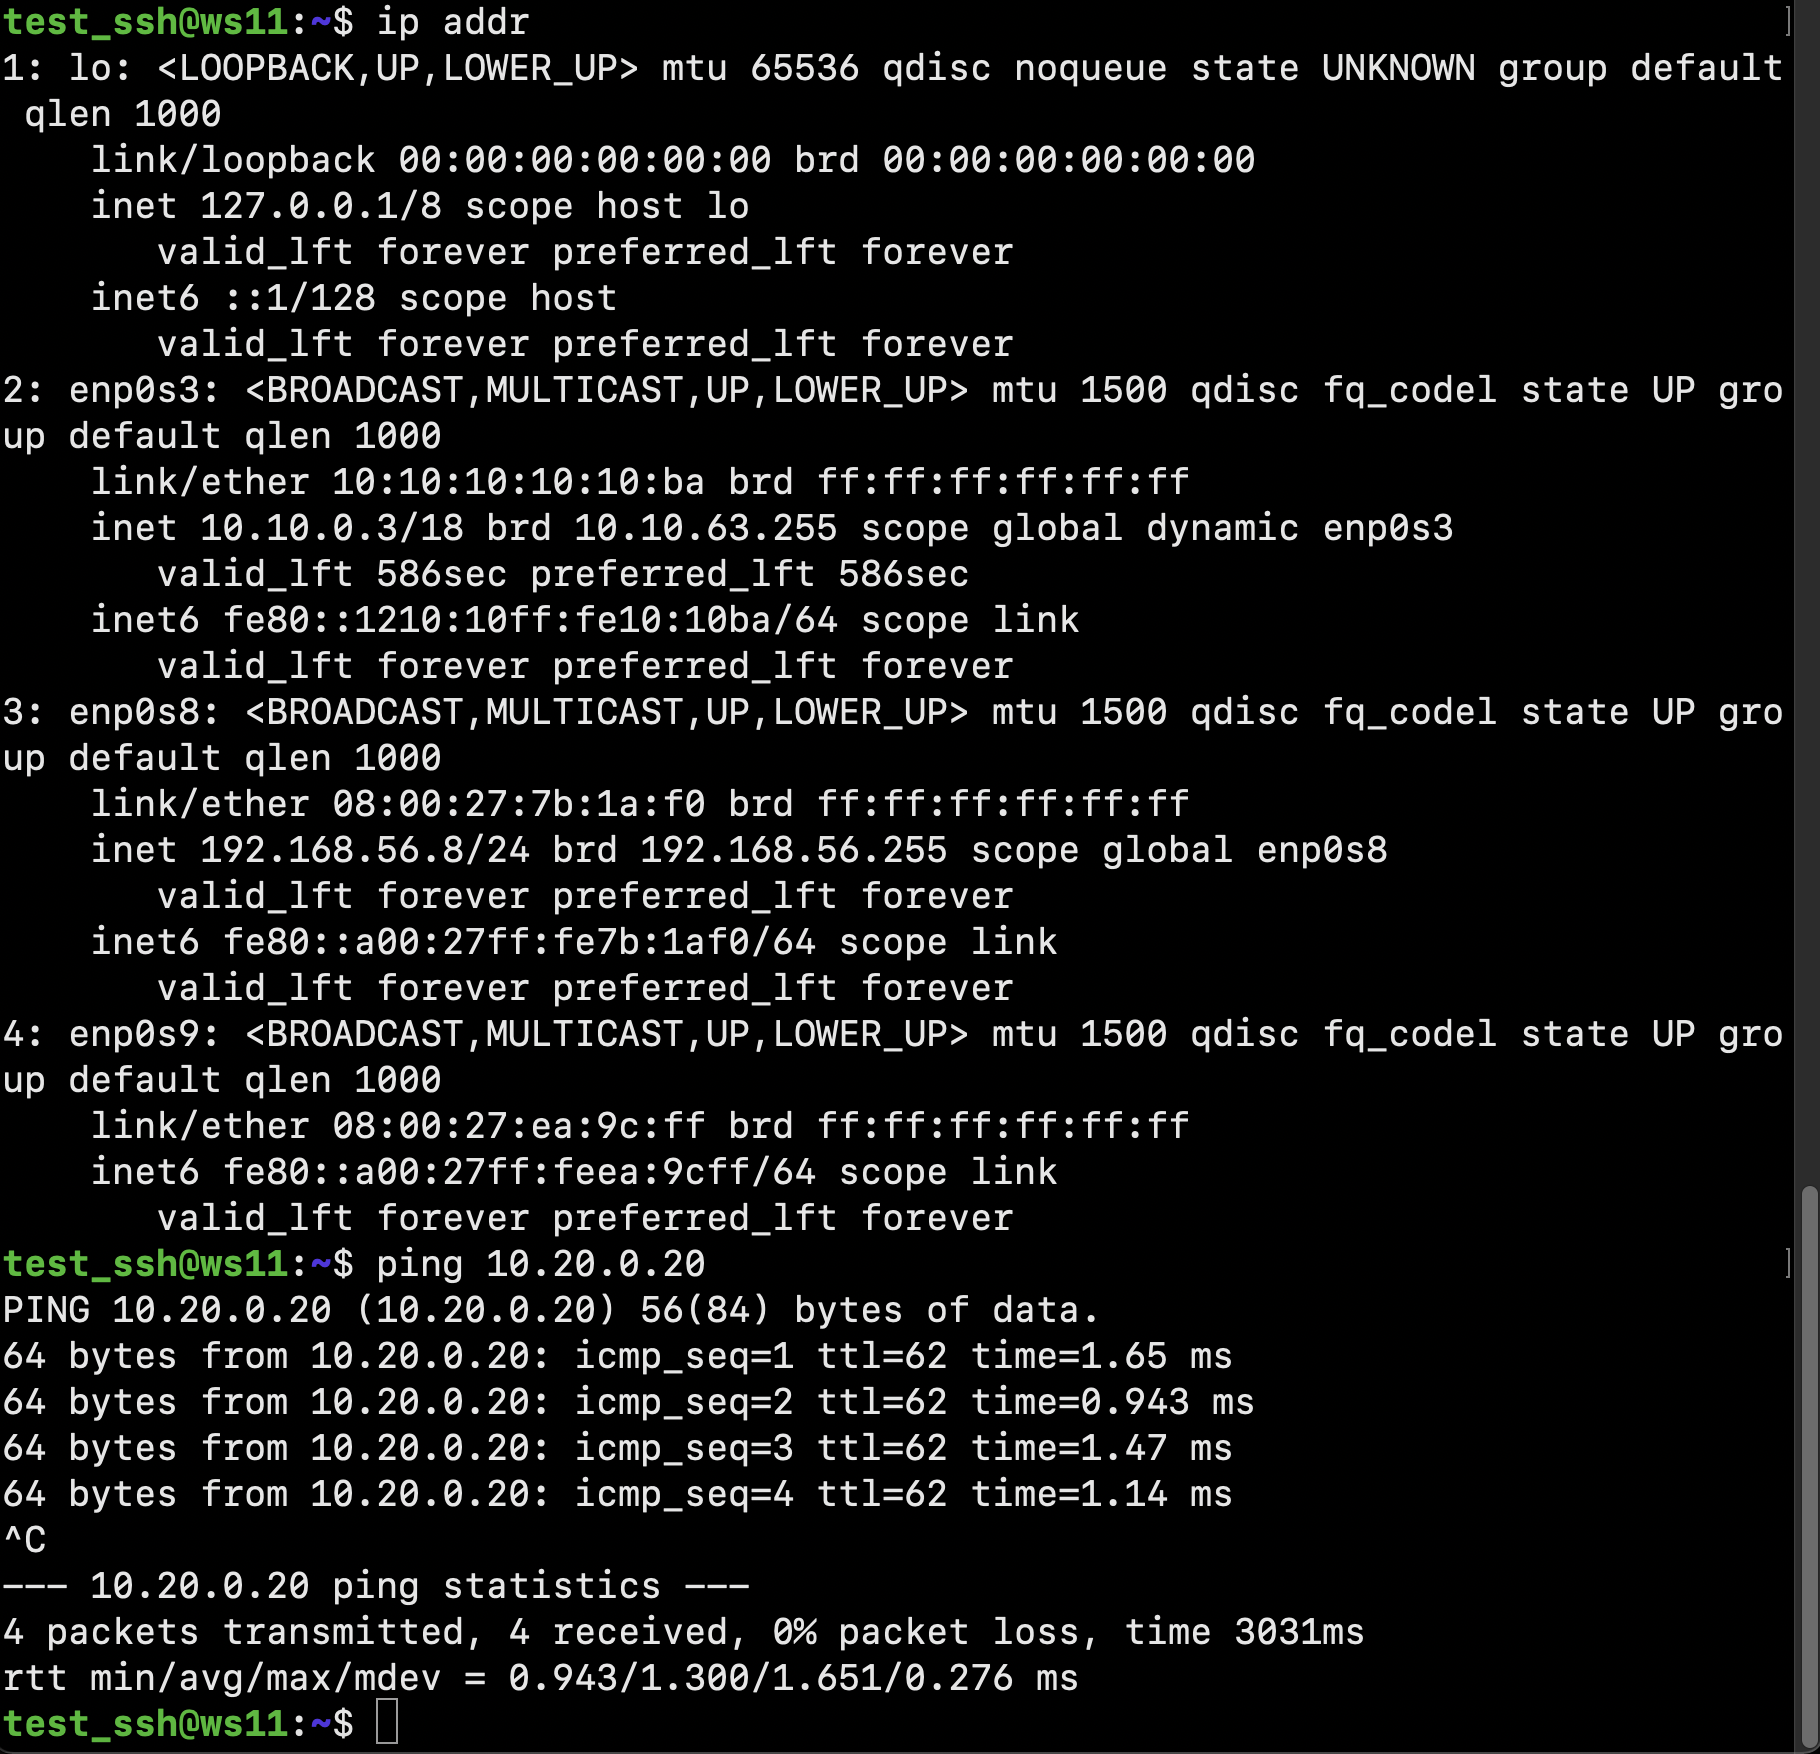 test_ssh@ws11:~$ ip addr ]
1: lo: <LOOPBACK,UP,LOWER_UP> mtu 65536 qdisc noqueue state UNKNOWN group default
 qlen 1000
    link/loopback 00:00:00:00:00:00 brd 00:00:00:00:00:00
    inet 127.0.0.1/8 scope host lo
       valid_lft forever preferred_lft forever
    inet6 ::1/128 scope host
       valid_lft forever preferred_lft forever
2: enp0s3: <BROADCAST,MULTICAST,UP,LOWER_UP> mtu 1500 qdisc fq_codel state UP gro
up default qlen 1000
    link/ether 10:10:10:10:10:ba brd ff:ff:ff:ff:ff:ff
    inet 10.10.0.3/18 brd 10.10.63.255 scope global dynamic enp0s3
       valid_lft 586sec preferred_lft 586sec
    inet6 fe80::1210:10ff:fe10:10ba/64 scope link
       valid_lft forever preferred_lft forever
3: enp0s8: <BROADCAST,MULTICAST,UP,LOWER_UP> mtu 1500 qdisc fq_codel state UP gro
up default qlen 1000
    link/ether 08:00:27:7b:1a:f0 brd ff:ff:ff:ff:ff:ff
    inet 192.168.56.8/24 brd 192.168.56.255 scope global enp0s8
       valid_lft forever preferred_lft forever
    inet6 fe80::a00:27ff:fe7b:1af0/64 scope link
       valid_lft forever preferred_lft forever
4: enp0s9: <BROADCAST,MULTICAST,UP,LOWER_UP> mtu 1500 qdisc fq_codel state UP gro
up default qlen 1000
    link/ether 08:00:27:ea:9c:ff brd ff:ff:ff:ff:ff:ff
    inet6 fe80::a00:27ff:feea:9cff/64 scope link
       valid_lft forever preferred_lft forever
test_ssh@ws11:~$ ping 10.20.0.20 ]
PING 10.20.0.20 (10.20.0.20) 56(84) bytes of data.
64 bytes from 10.20.0.20: icmp_seq=1 ttl=62 time=1.65 ms
64 bytes from 10.20.0.20: icmp_seq=2 ttl=62 time=0.943 ms
64 bytes from 10.20.0.20: icmp_seq=3 ttl=62 time=1.47 ms
64 bytes from 10.20.0.20: icmp_seq=4 ttl=62 time=1.14 ms
^C
--- 10.20.0.20 ping statistics ---
4 packets transmitted, 4 received, 0% packet loss, time 3031ms
rtt min/avg/max/mdev = 0.943/1.300/1.651/0.276 ms
test_ssh@ws11:~$